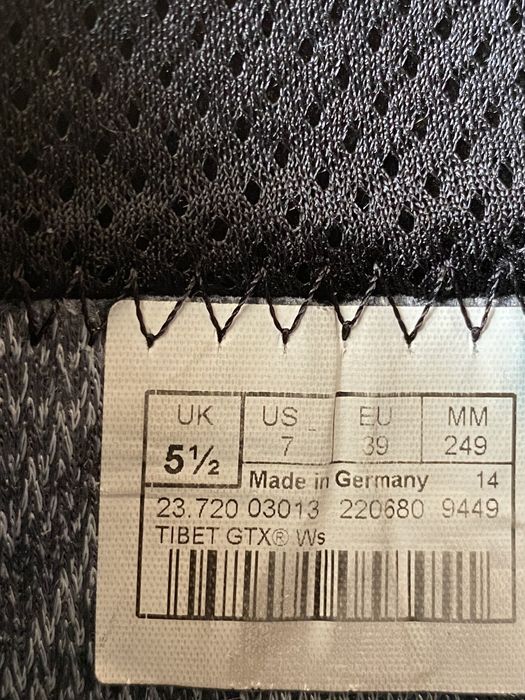 UK US EU MM
5½ 7 39 249
Made in Germany 14
23.720 03013 220680 9449
TIBET GTX® Ws